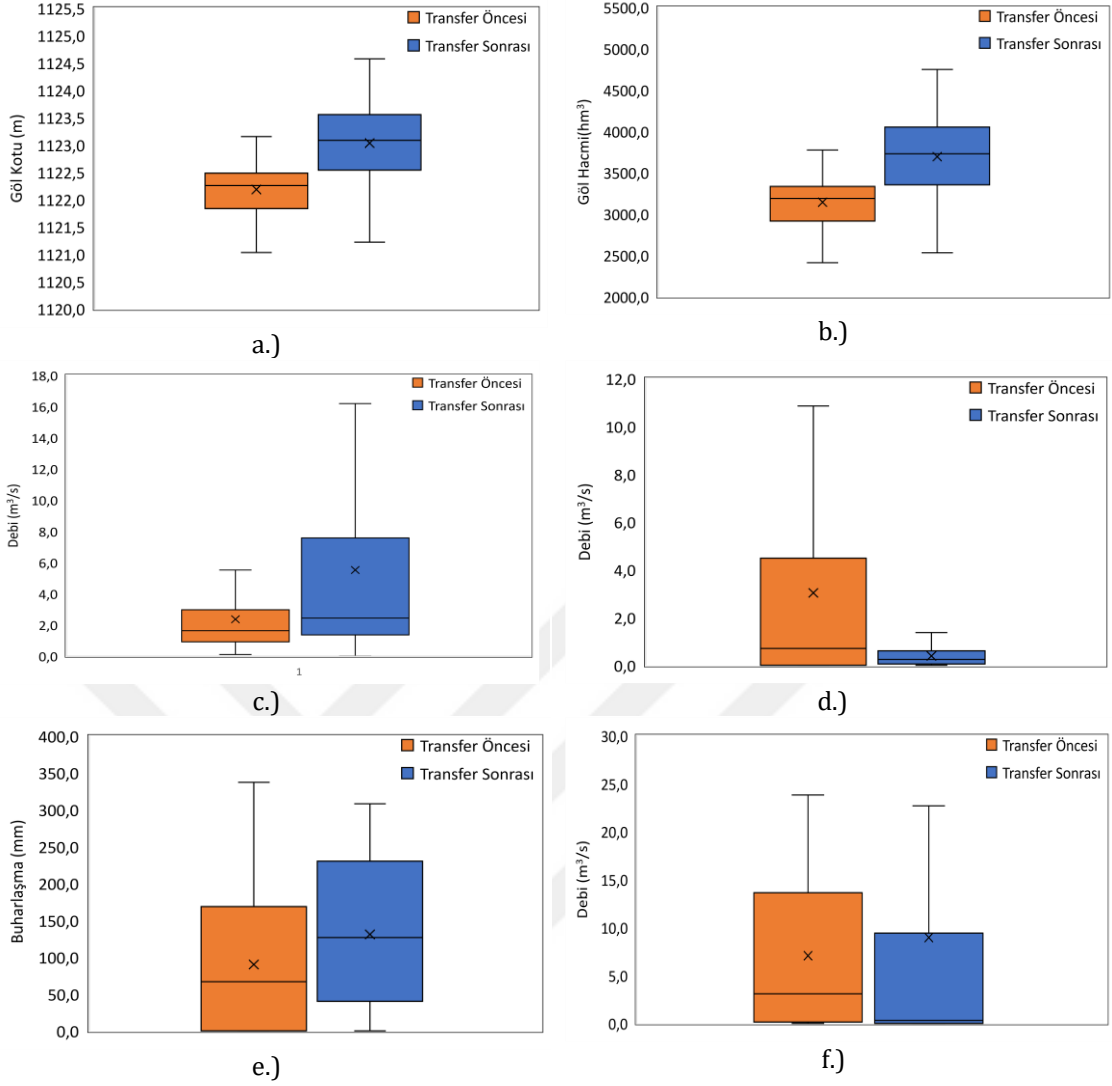 1125,5
1125,0
1124,5
1124,0
1123,5
1123,0
1122,5
1122,0
1121,5
1121,0
1120,5
1120,0
Göl Kotu (m)
Transfer Öncesi
Transfer Sonrası
a.)
5500,0
5000,0
4500,0
4000,0
3500,0
3000,0
2500,0
2000,0
Göl Hacmi(hm³)
Transfer Öncesi
Transfer Sonrası
b.)
18,0
16,0
14,0
12,0
10,0
8,0
6,0
4,0
2,0
0,0
Debi (m³/s)
Transfer Öncesi
Transfer Sonrası
1
c.)
12,0
10,0
8,0
6,0
4,0
2,0
0,0
Debi (m³/s)
Transfer Öncesi
Transfer Sonrası
d.)
400,0
350,0
300,0
250,0
200,0
150,0
100,0
50,0
0,0
Buharlaşma (mm)
Transfer Öncesi
Transfer Sonrası
e.)
30,0
25,0
20,0
15,0
10,0
5,0
0,0
Debi (m³/s)
Transfer Öncesi
Transfer Sonrası
f.)